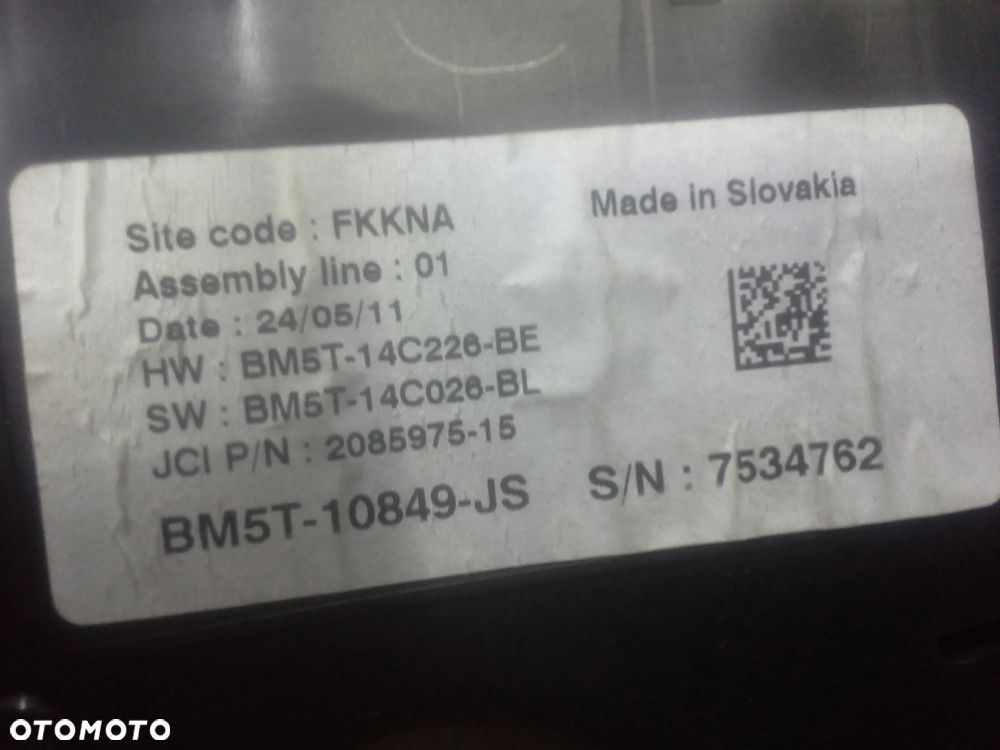 Site code : FKKNA
Made in Slovakia
Assembly line : 01
Date : 24/05/11
HW : BM5T-14C226-BE
SW : BM5T-14C026-BL
JCI P/N : 2085975-15
BM5T-10849-JS
S/N : 7534762
OTOMOTO